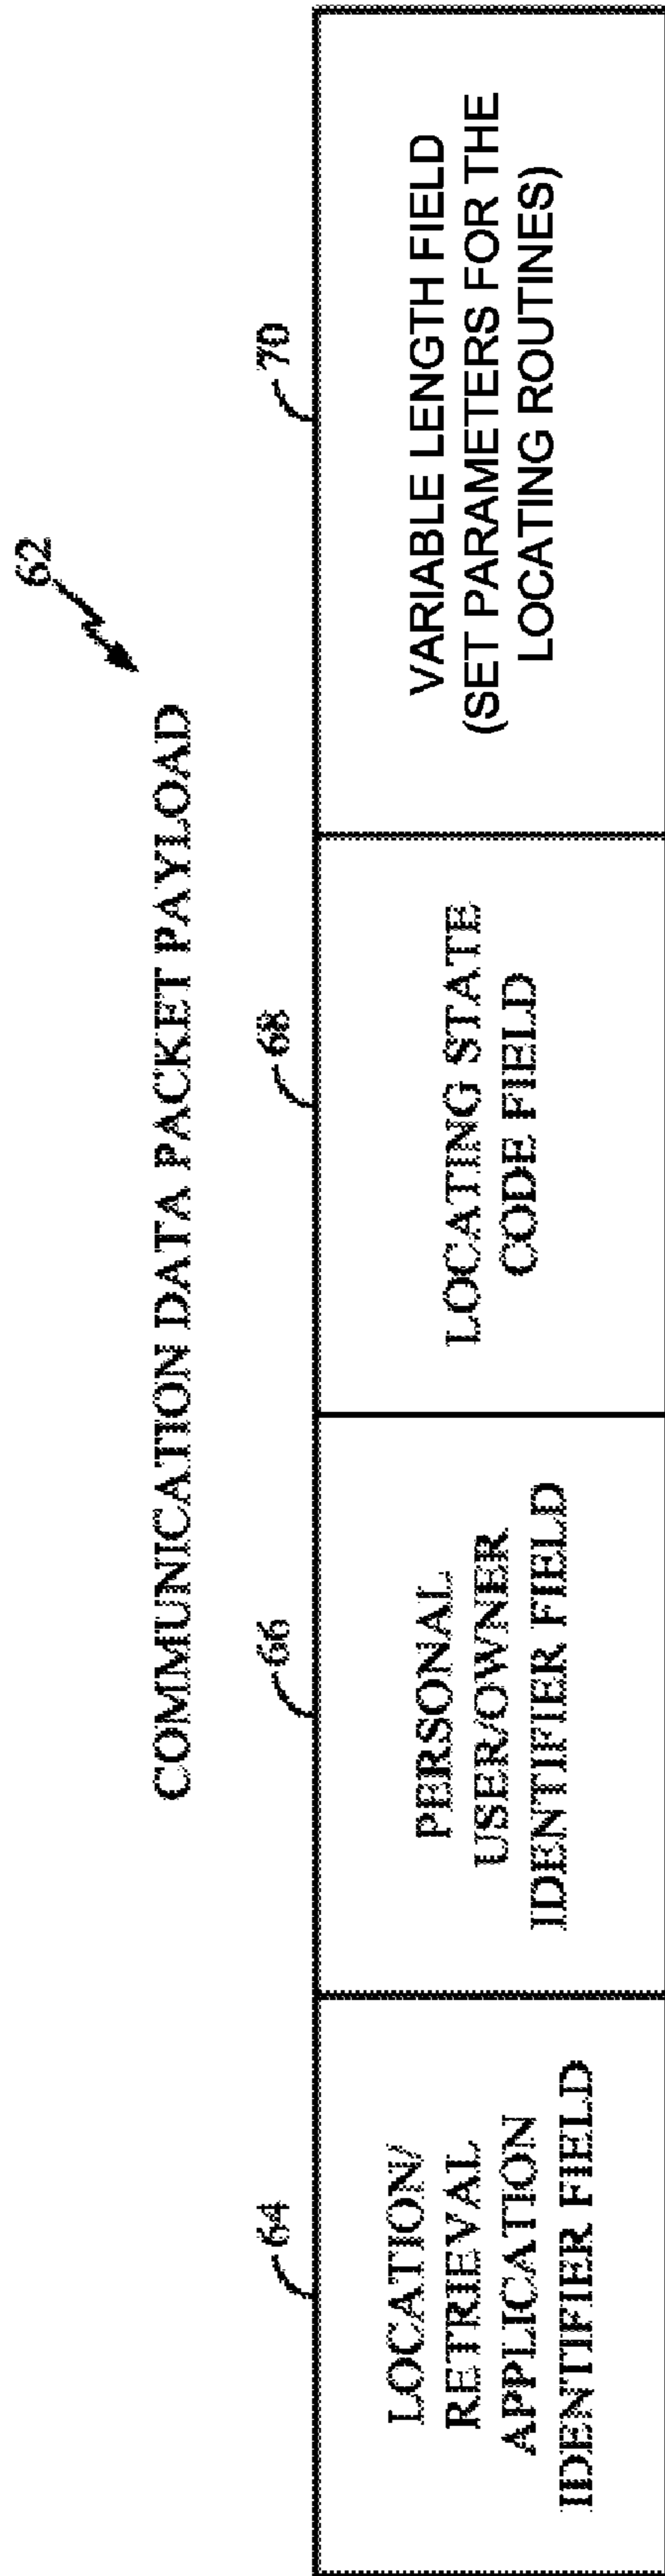 62
COMMUNICATION DATA PACKET PAYLOAD
64
66
68
70
LOCATION/
RETRIEVAL
APPLICATION
IDENTIFIER FIELD
PERSONAL
USER/OWNER
IDENTIFIER FIELD
LOCATING STATE
CODE FIELD
VARIABLE LENGTH FIELD
(SET PARAMETERS FOR THE
LOCATING ROUTINES)